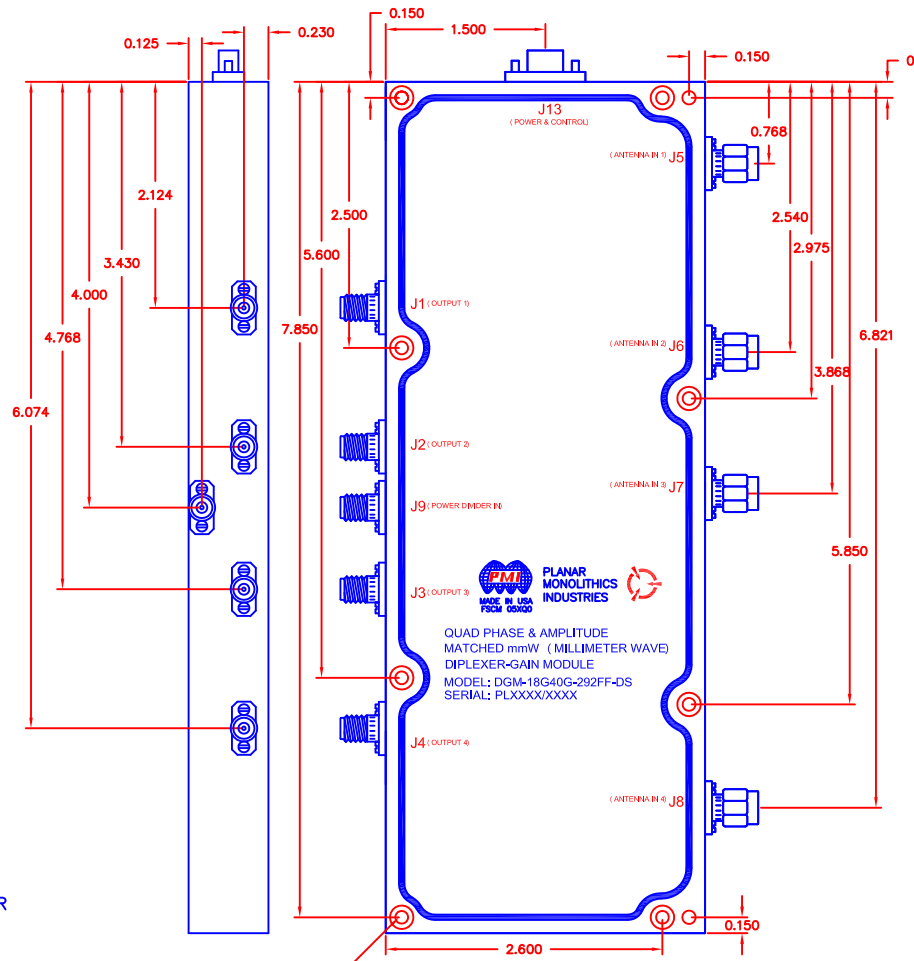 0.150
1.500
0.125
0.230
0.150
0
J13
(POWER & CONTROL)
0.768
(ANTENNA IN 1) J5
2.124
2.500
2.540
5.600
2.975
3.430
4.000
J1 (OUTPUT 1)
7.850
4.768
(ANTENNA IN 2) J6
6.821
3.868
6.074
J2 (OUTPUT 2)
(ANTENNA IN 3) J7
J9 (POWER DIVIDER IN)
5.850
PMI
MADE IN USA
FSCM 05XQ0
PLANAR
MONOLITHICS
INDUSTRIES
J3 (OUTPUT 3)
QUAD PHASE & AMPLITUDE
MATCHED mmW (MILLIMETER WAVE)
DIPLEXER-GAIN MODULE
MODEL: DGM-18G40G-292FF-DS
SERIAL: PLXXXX/XXXX
J4 (OUTPUT 4)
(ANTENNA IN 4) J8
R
0.150
2.600